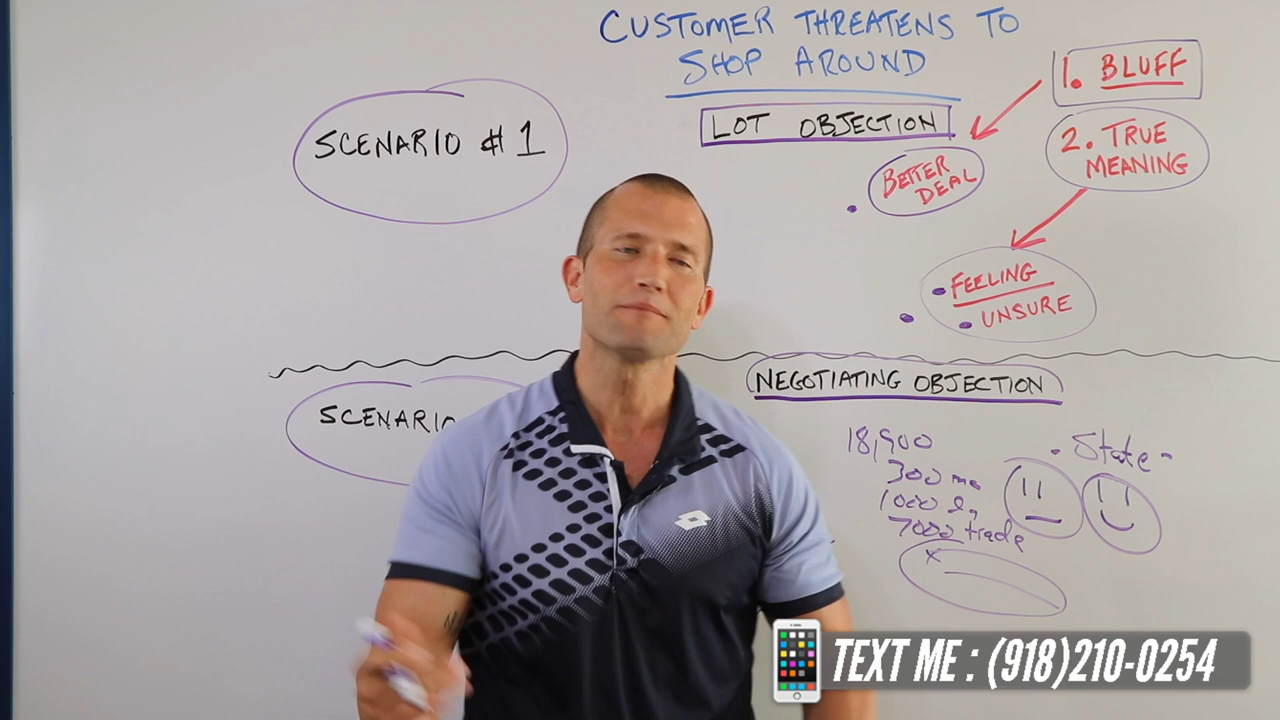 CUSTOMER THREATENS TO
SHOP AROUND
1. BLUFF
LOT OBJECTION
SCENARIO #1
2. TRUE
MEANING
BETTER
DEAL
FEELING
UNSURE
NEGOTIATING OBJECTION
SCENARIO
18,900
- State -
300 mo
1000
7000 trade
X
TEXT ME : (918)210-0254